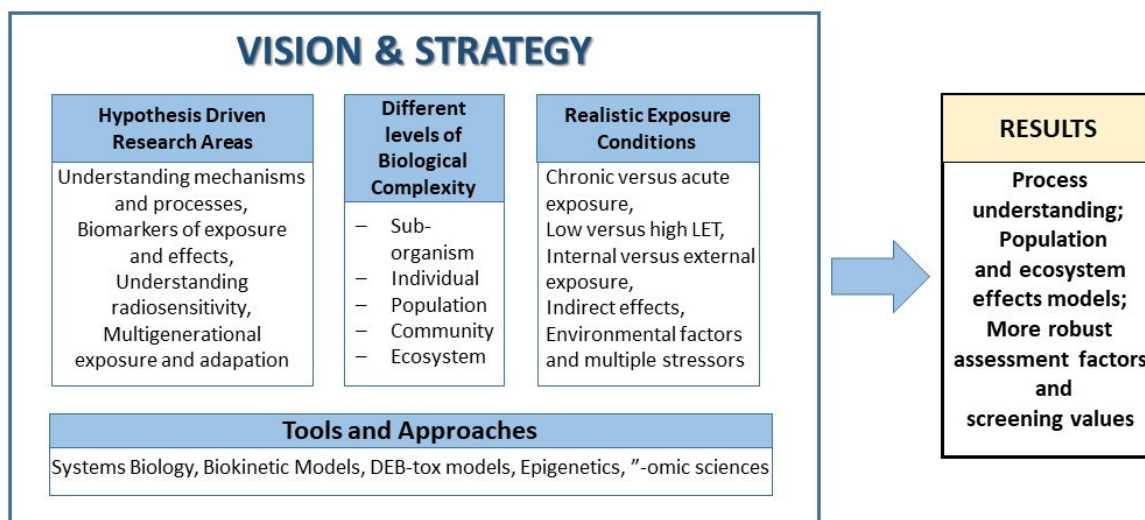 VISION & STRATEGY
Hypothesis Driven
Research Areas
Understanding mechanisms
and processes,
Biomarkers of exposure
and effects,
Understanding
radiosensitivity,
Multigenerational
exposure and adapation
Different
levels of
Biological
Complexity
– Sub-
organism
– Individual
– Population
– Community
– Ecosystem
Realistic Exposure
Conditions
Chronic versus acute
exposure,
Low versus high LET,
Internal versus external
exposure,
Indirect effects,
Environmental factors
and multiple stressors
Tools and Approaches
Systems Biology, Biokinetic Models, DEB-tox models, Epigenetics, ”-omic sciences
RESULTS
Process
understanding;
Population
and ecosystem
effects models;
More robust
assessment factors
and
screening values